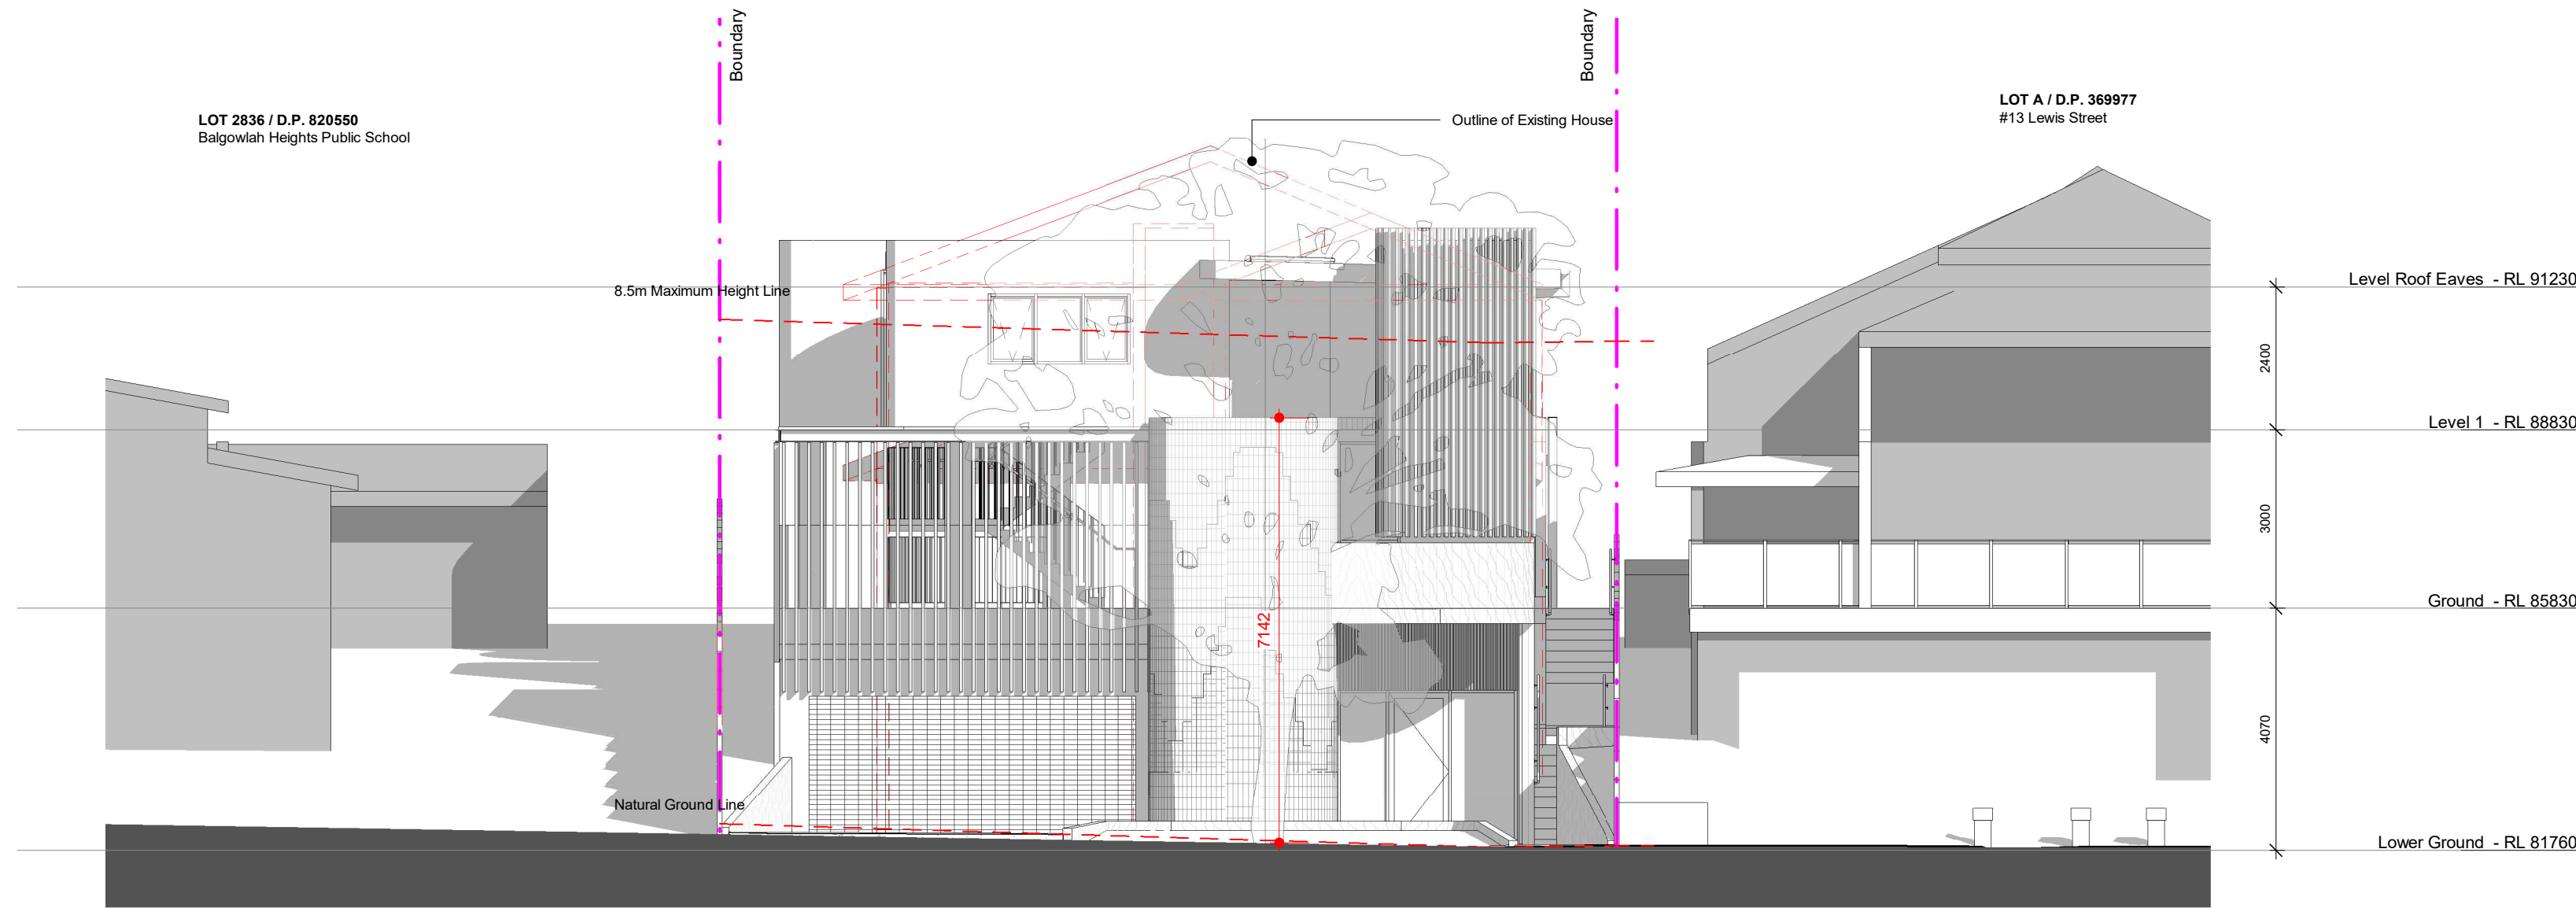 Boundary
Boundary
LOT 2836 / D.P. 820550
Balgowlah Heights Public School
Outline of Existing House
LOT A / D.P. 369977
#13 Lewis Street
8.5m Maximum Height Line
Level Roof Eaves - RL 91230
2400
Level 1 - RL 88830
3000
Ground - RL 85830
7142
4070
Natural Ground Line
Lower Ground - RL 81760